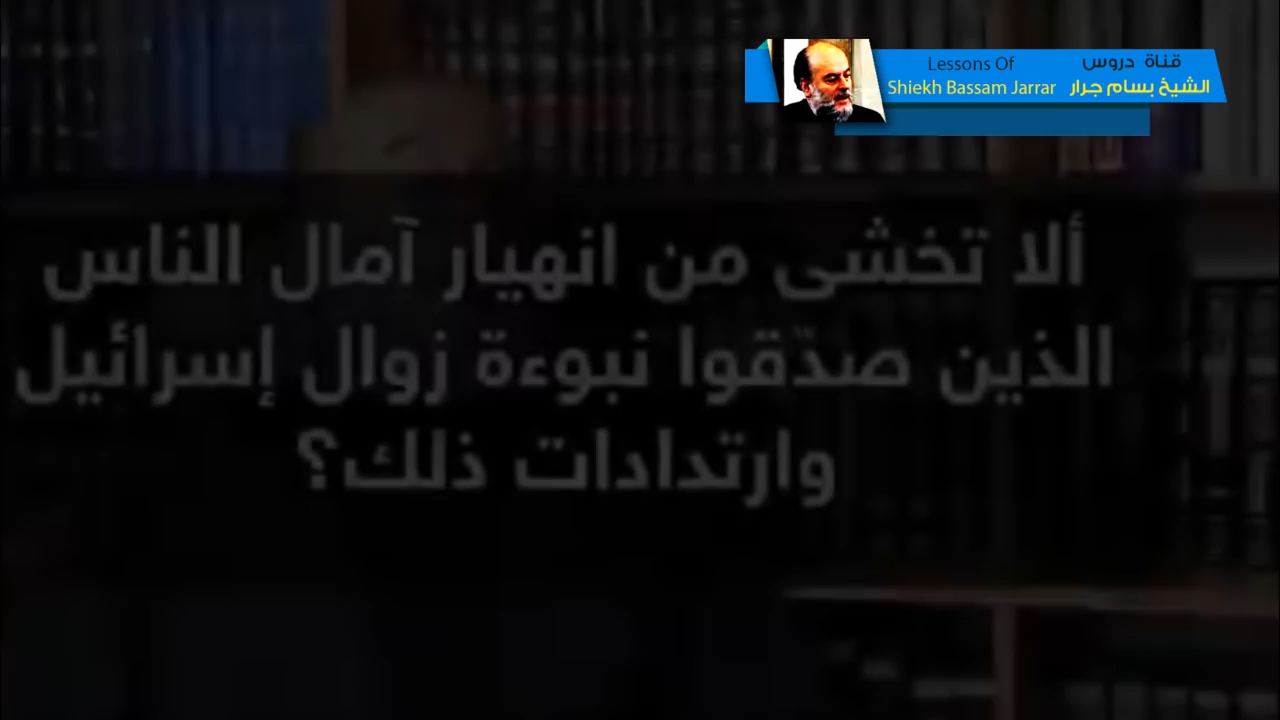 Lessons Of
قناة دروس
Shiekh Bassam Jarrar
الشيخ بسام جرار
ألا تخشى من انهيار آمال الناس
الذين صدّقوا نبوءة زوال إسرائيل
وارتدادات ذلك؟